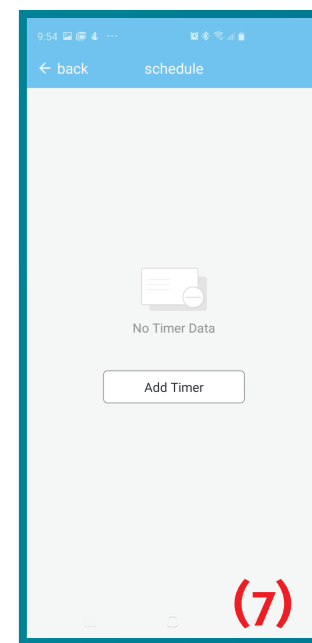 9:54
← back schedule
No Timer Data
Add Timer
(7)